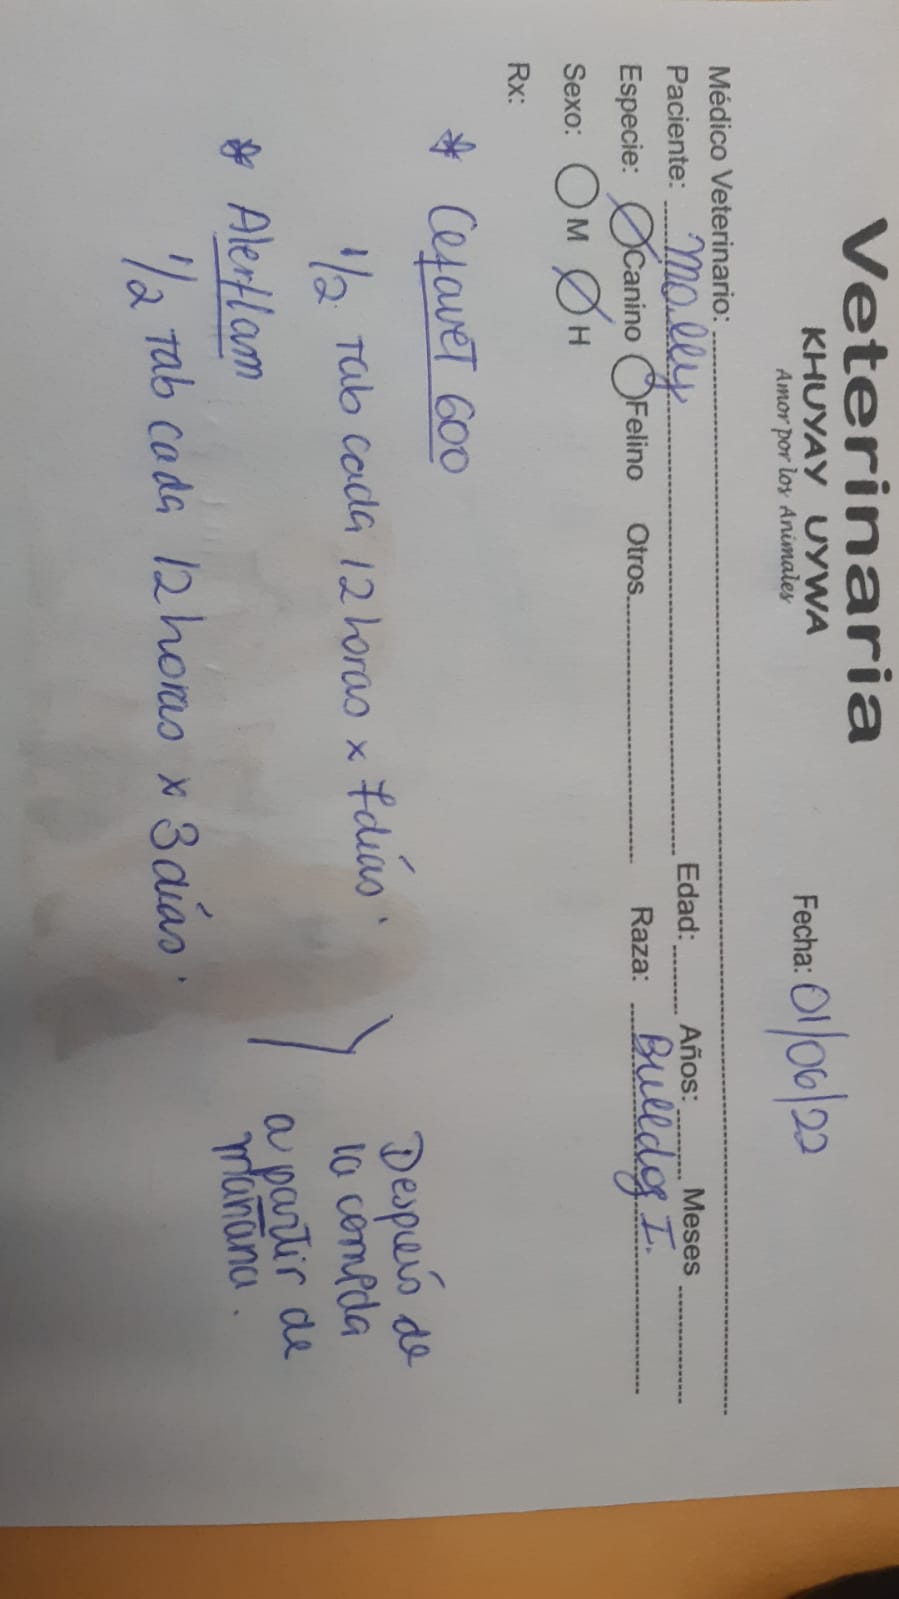 Veterinaria
KHUYAY UYWA
Amor por los Animales
Fecha: 01/06/22
Médico Veterinario:
Paciente: Molly Edad: Años: Meses
Especie: Canino Felino Otros Raza: Bulldog I.
Sexo: M H
Rx:
* Cefavet 600
1/2 Tab cada 12 horas x 7 días.
* Alerflam
1/2 Tab cada 12 horas x 3 días.
Después de
la comida
a partir de
mañana.